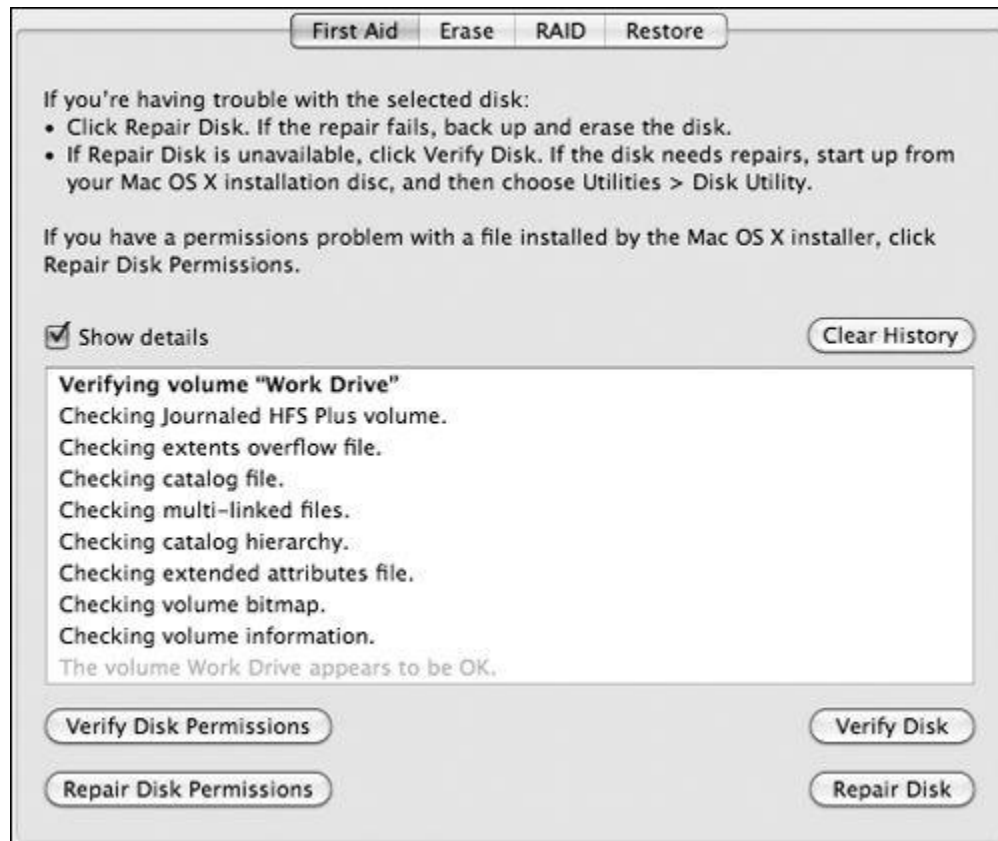 First Aid Erase RAID Restore
If you're having trouble with the selected disk:
• Click Repair Disk. If the repair fails, back up and erase the disk.
• If Repair Disk is unavailable, click Verify Disk. If the disk needs repairs, start up from
your Mac OS X installation disc, and then choose Utilities > Disk Utility.
If you have a permissions problem with a file installed by the Mac OS X installer, click
Repair Disk Permissions.
Show details Clear History
Verifying volume “Work Drive”
Checking Journaled HFS Plus volume.
Checking extents overflow file.
Checking catalog file.
Checking multi-linked files.
Checking catalog hierarchy.
Checking extended attributes file.
Checking volume bitmap.
Checking volume information.
The volume Work Drive appears to be OK.
Verify Disk Permissions Verify Disk
Repair Disk Permissions Repair Disk